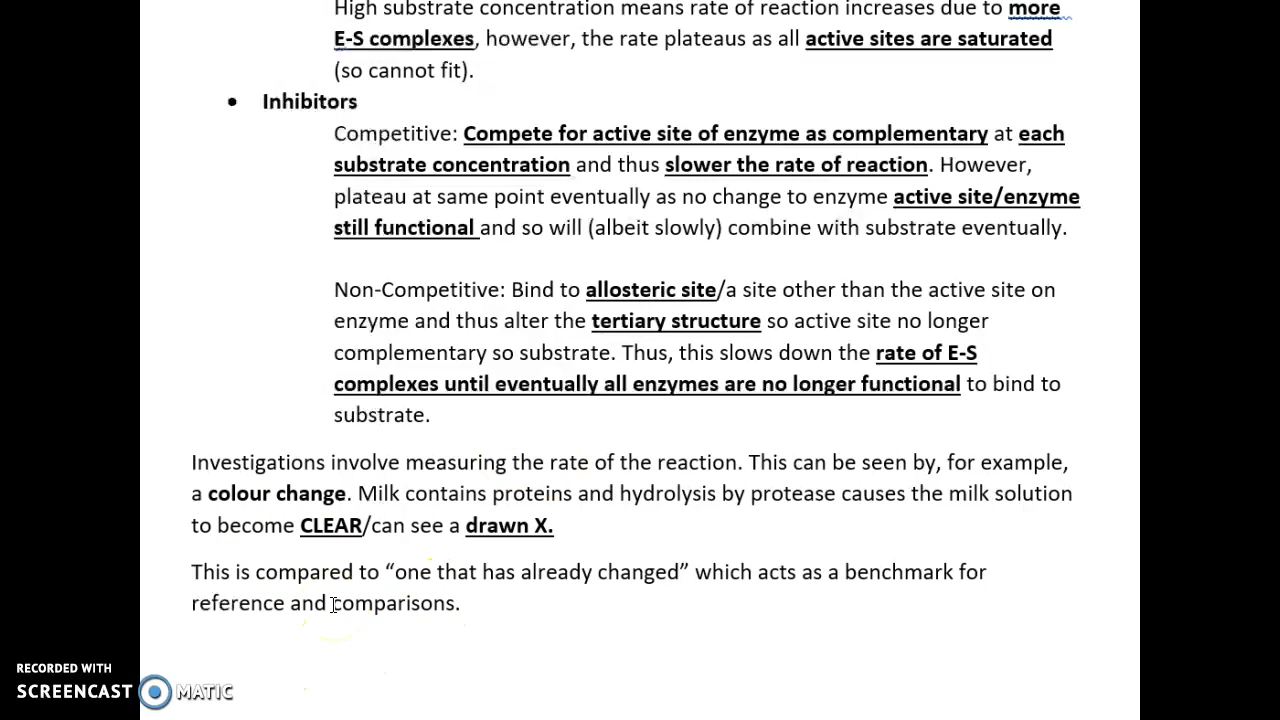 High substrate concentration means rate of reaction increases due to more
E-S complexes, however, the rate plateaus as all active sites are saturated
(so cannot fit).
• Inhibitors
Competitive: Compete for active site of enzyme as complementary at each
substrate concentration and thus slower the rate of reaction. However,
plateau at same point eventually as no change to enzyme active site/enzyme
still functional and so will (albeit slowly) combine with substrate eventually.
Non-Competitive: Bind to allosteric site/a site other than the active site on
enzyme and thus alter the tertiary structure so active site no longer
complementary so substrate. Thus, this slows down the rate of E-S
complexes until eventually all enzymes are no longer functional to bind to
substrate.
Investigations involve measuring the rate of the reaction. This can be seen by, for example,
a colour change. Milk contains proteins and hydrolysis by protease causes the milk solution
to become CLEAR/can see a drawn X.
This is compared to “one that has already changed” which acts as a benchmark for
reference and comparisons.
RECORDED WITH
SCREENCAST MATIC